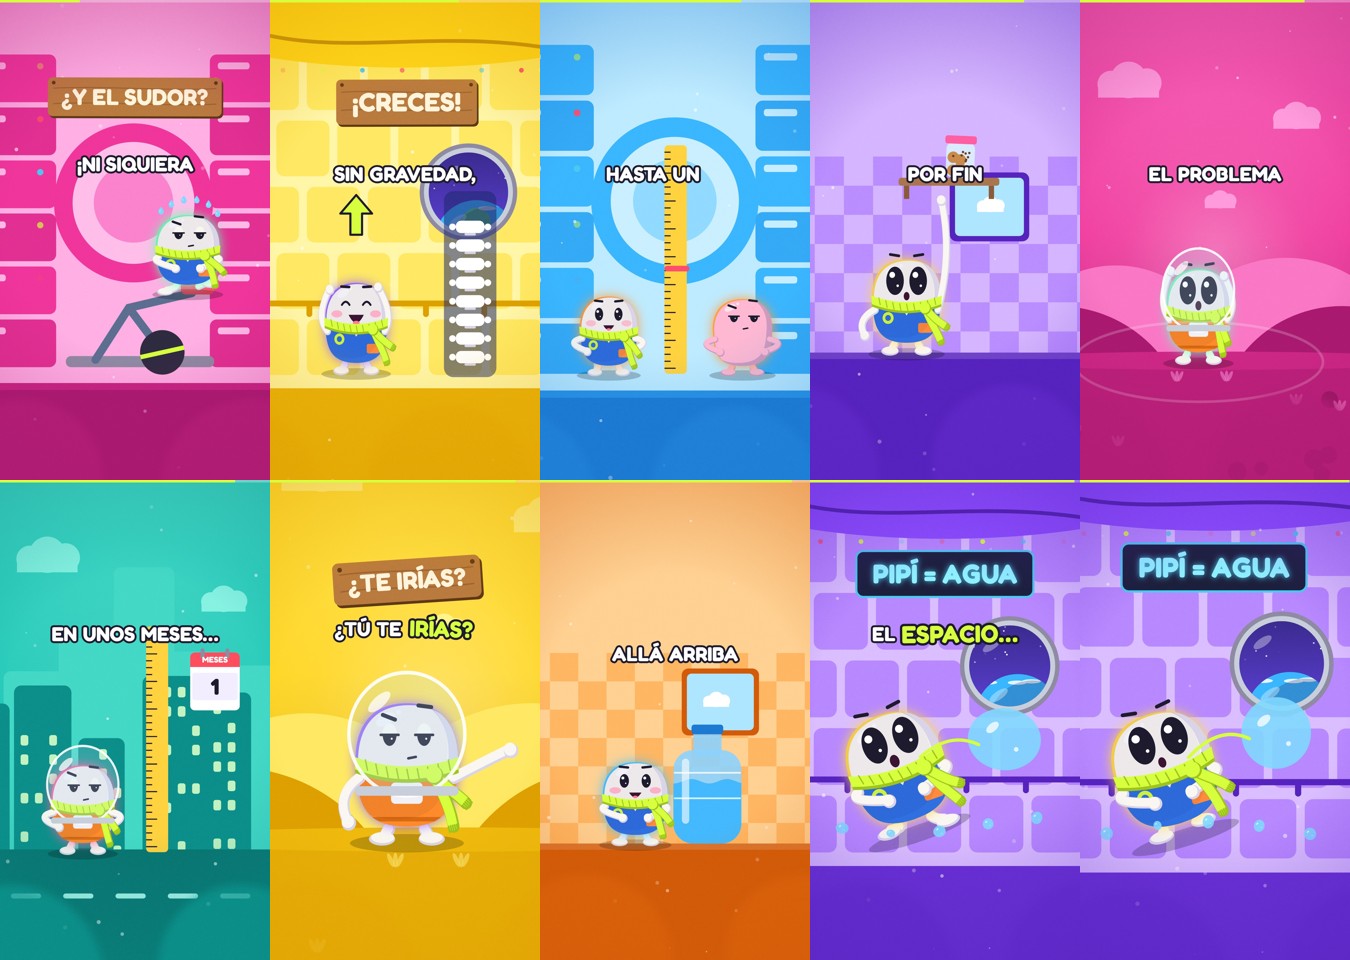 ¿Y EL SUDOR?
¡NI SIQUIERA
¡CRECES!
SIN GRAVEDAD,
HASTA UN
POR FIN
EL PROBLEMA
EN UNOS MESES...
MESES
1
¿TE IRÍAS?
¿TÚ TE IRÍAS?
ALLÁ ARRIBA
PIPÍ = AGUA
EL ESPACIO...
PIPÍ = AGUA